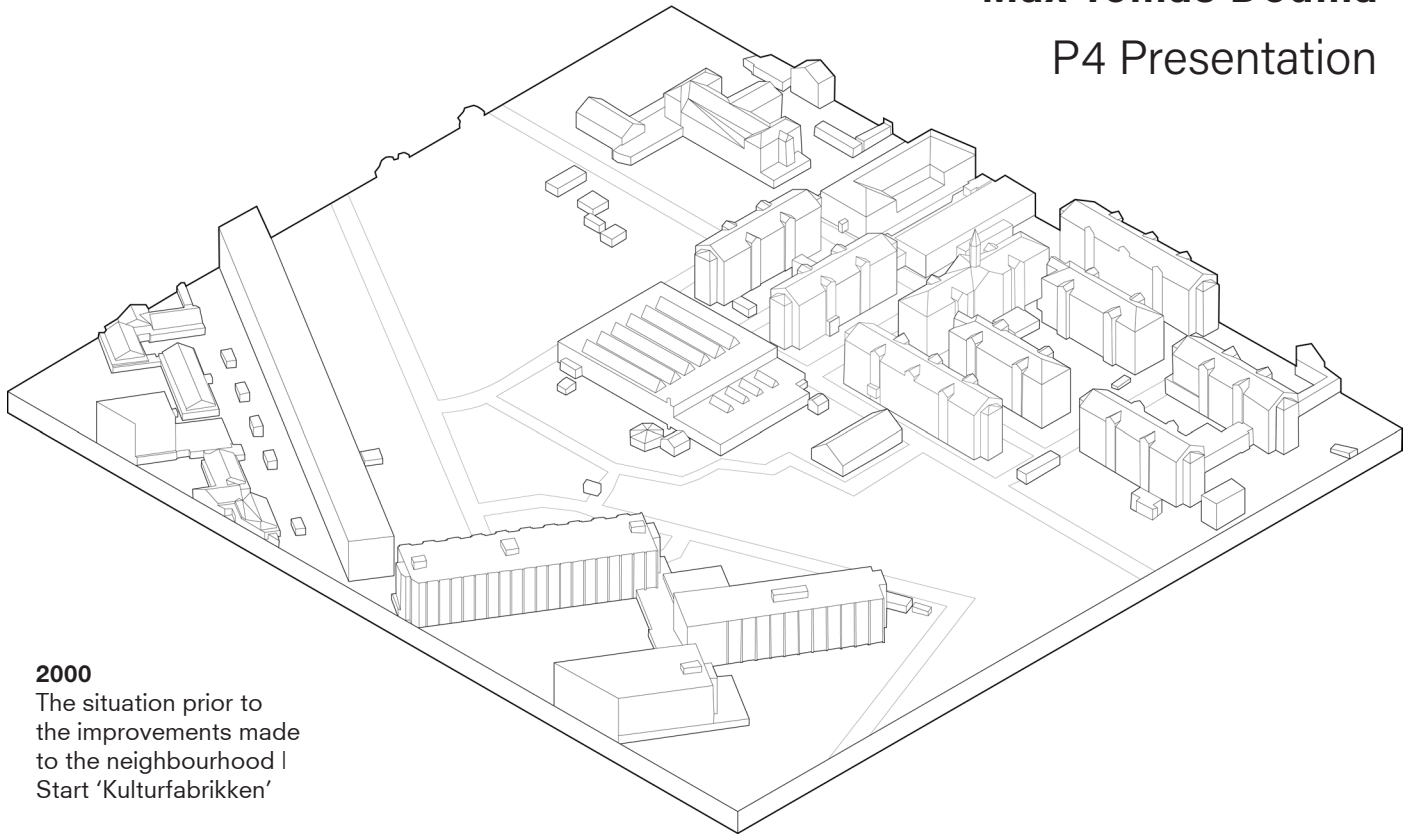 P4 Presentation
2000
The situation prior to
the improvements made
to the neighbourhood |
Start ‘Kulturfabrikken’